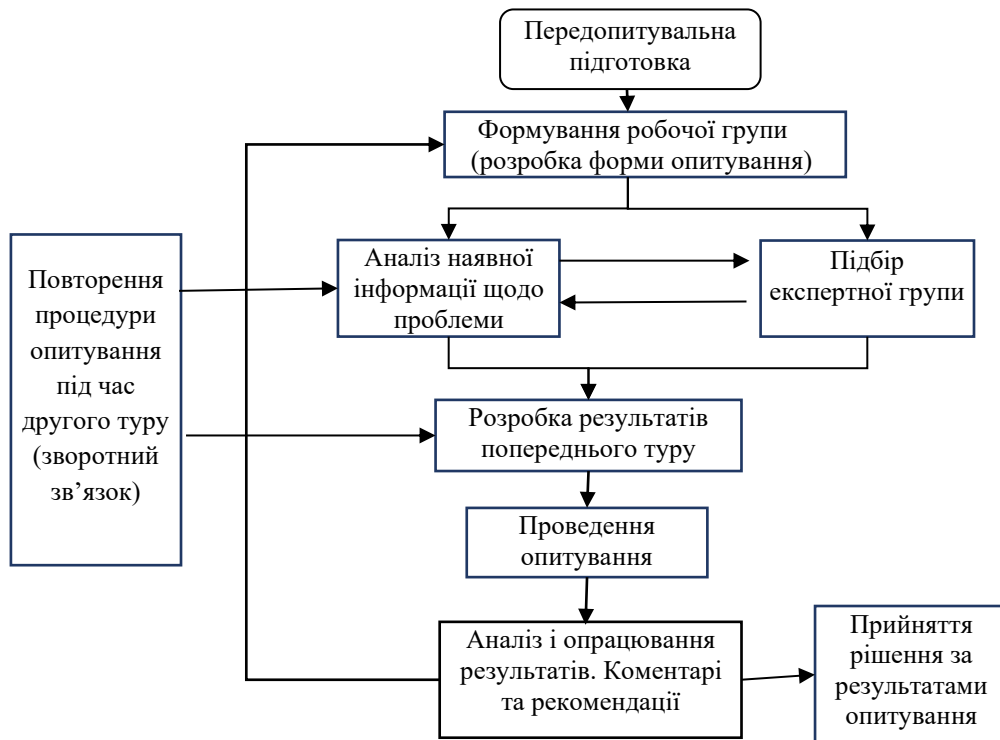 Передопитувальна
підготовка
Формування робочої групи
(розробка форми опитування)
Повторення
процедури
опитування
під час
другого туру
(зворотний
зв’язок)
Аналіз наявної
інформації щодо
проблеми
Підбір
експертної групи
Розробка результатів
попереднього туру
Проведення
опитування
Аналіз і опрацювання
результатів. Коментарі
та рекомендації
Прийняття
рішення за
результатами
опитування